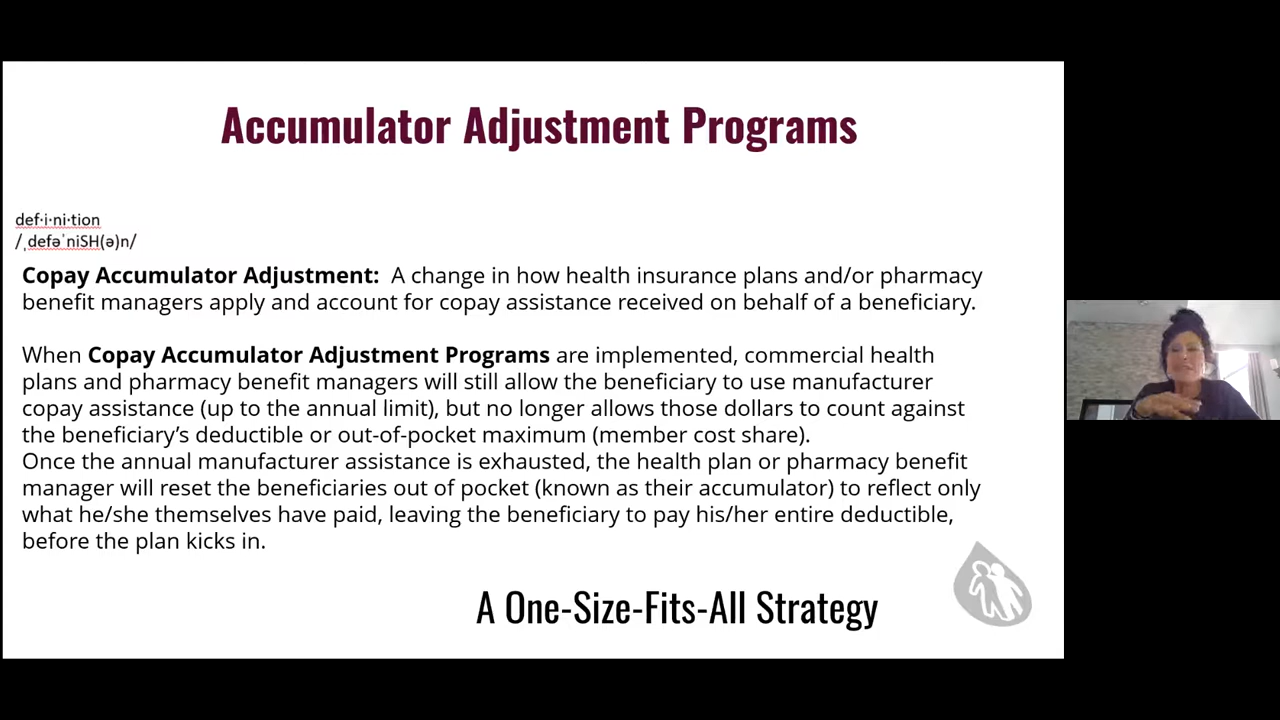 Accumulator Adjustment Programs
def·i·ni·tion
/ˌdefəˈniSH(ə)n/
Copay Accumulator Adjustment: A change in how health insurance plans and/or pharmacy
benefit managers apply and account for copay assistance received on behalf of a beneficiary.
When Copay Accumulator Adjustment Programs are implemented, commercial health
plans and pharmacy benefit managers will still allow the beneficiary to use manufacturer
copay assistance (up to the annual limit), but no longer allows those dollars to count against
the beneficiary's deductible or out-of-pocket maximum (member cost share).
Once the annual manufacturer assistance is exhausted, the health plan or pharmacy benefit
manager will reset the beneficiaries out of pocket (known as their accumulator) to reflect only
what he/she themselves have paid, leaving the beneficiary to pay his/her entire deductible,
before the plan kicks in.
A One-Size-Fits-All Strategy